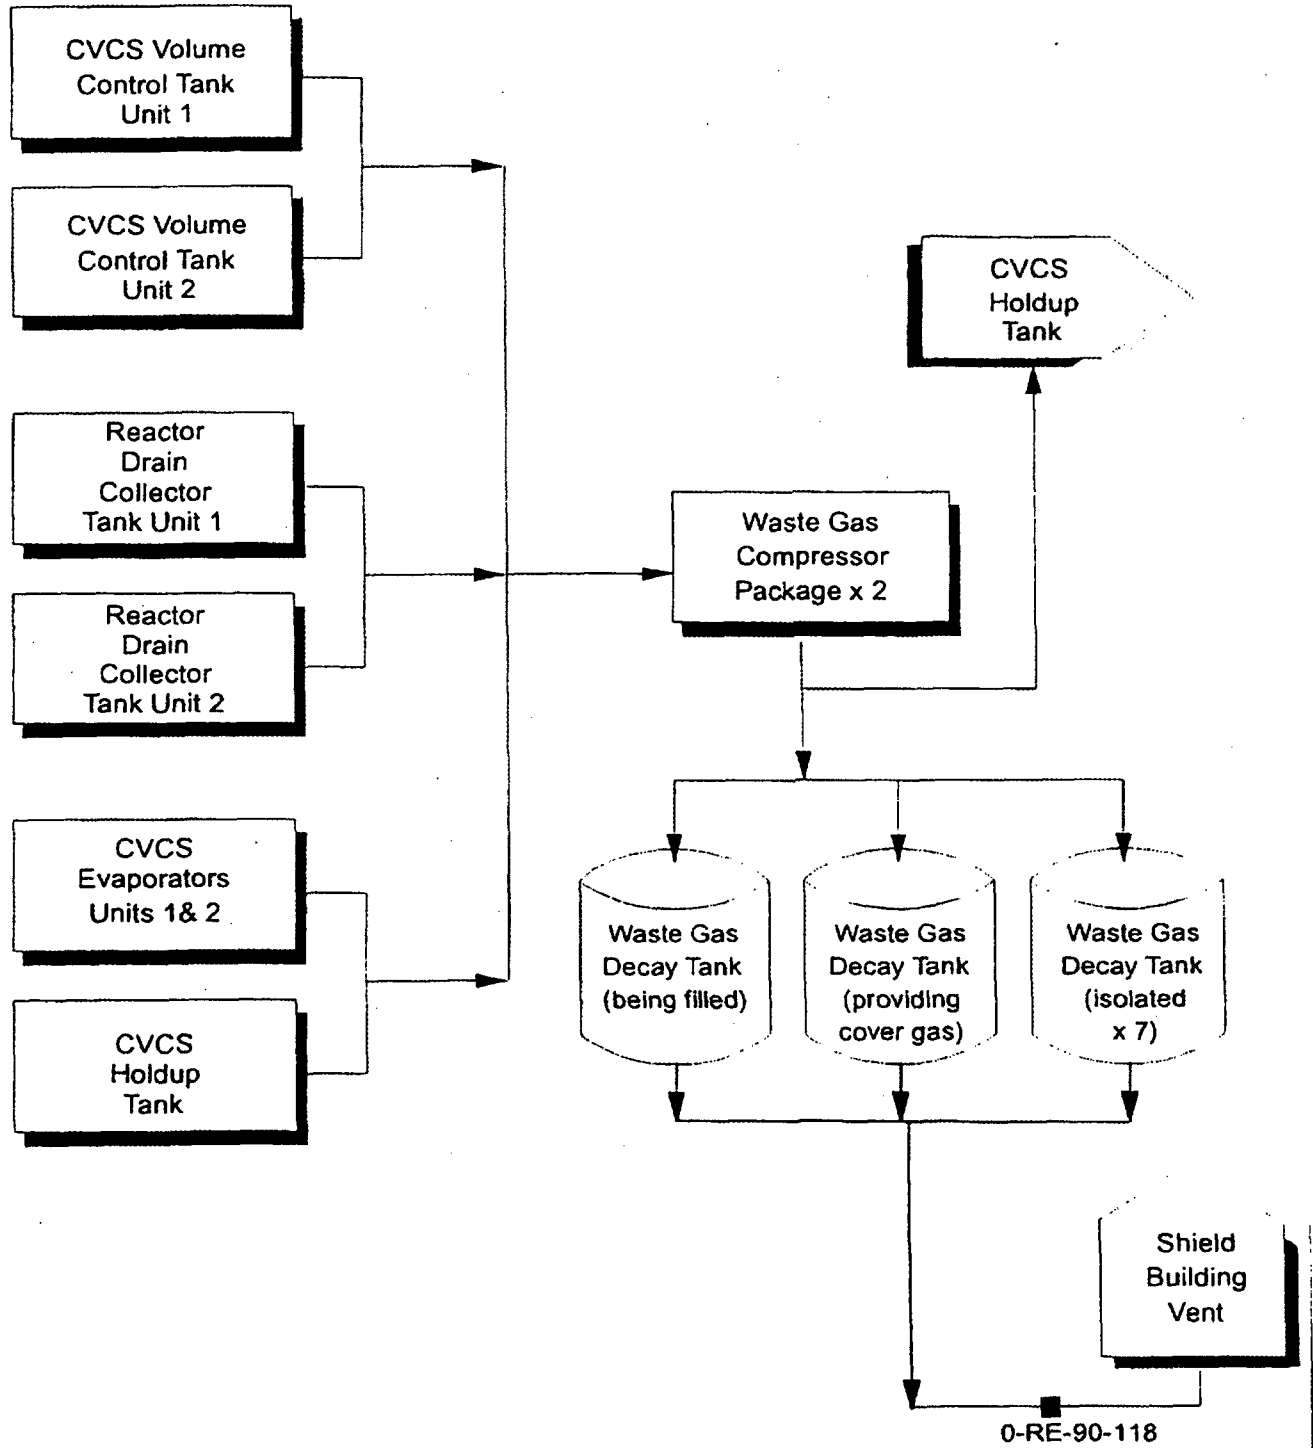 CVCS Volume
Control Tank
Unit 1
CVCS Volume
Control Tank
Unit 2
CVCS
Holdup
Tank
Reactor
Drain
Collector
Tank Unit 1
Waste Gas
Compressor
Package x 2
Reactor
Drain
Collector
Tank Unit 2
CVCS
Evaporators
Units 1& 2
Waste Gas
Decay Tank
(being filled)
Waste Gas
Decay Tank
(providing
cover gas)
Waste Gas
Decay Tank
(isolated
x 7)
CVCS
Holdup
Tank
Shield
Building
Vent
0-RE-90-118